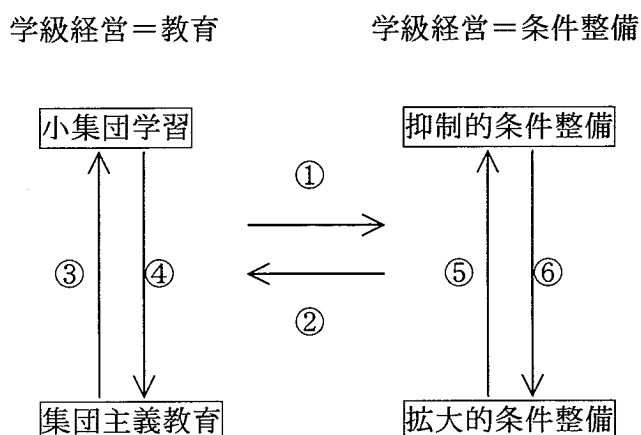 学級経営＝教育
学級経営＝条件整備
小集団学習
抑制的条件整備
①
③
④
⑤
⑥
②
集団主義教育
拡大的条件整備